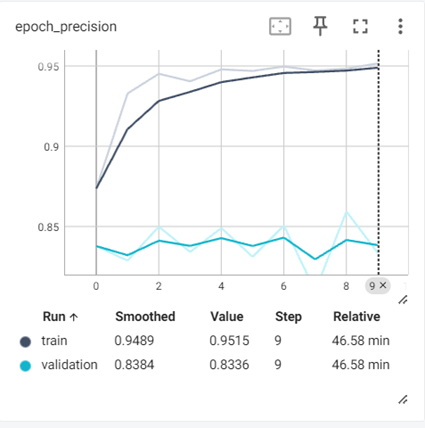 epoch_precision
0.95
0.9
0.85
0 2 4 6 8 9 ×
Run ↑ Smoothed Value Step Relative
train 0.9489 0.9515 9 46.58 min
validation 0.8384 0.8336 9 46.58 min